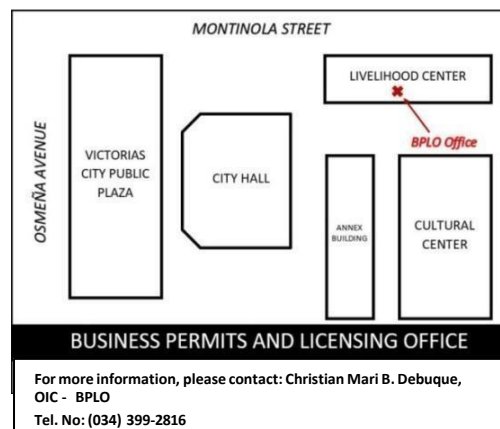 MONTINOLA STREET
LIVELIHOOD CENTER
BPLO Office
OSMEÑA AVENUE
VICTORIAS
CITY PUBLIC
PLAZA
CITY HALL
ANNEX
BUILDING
CULTURAL
CENTER
BUSINESS PERMITS AND LICENSING OFFICE
For more information, please contact: Christian Mari B. Debuque,
OIC - BPLO
Tel. No: (034) 399-2816